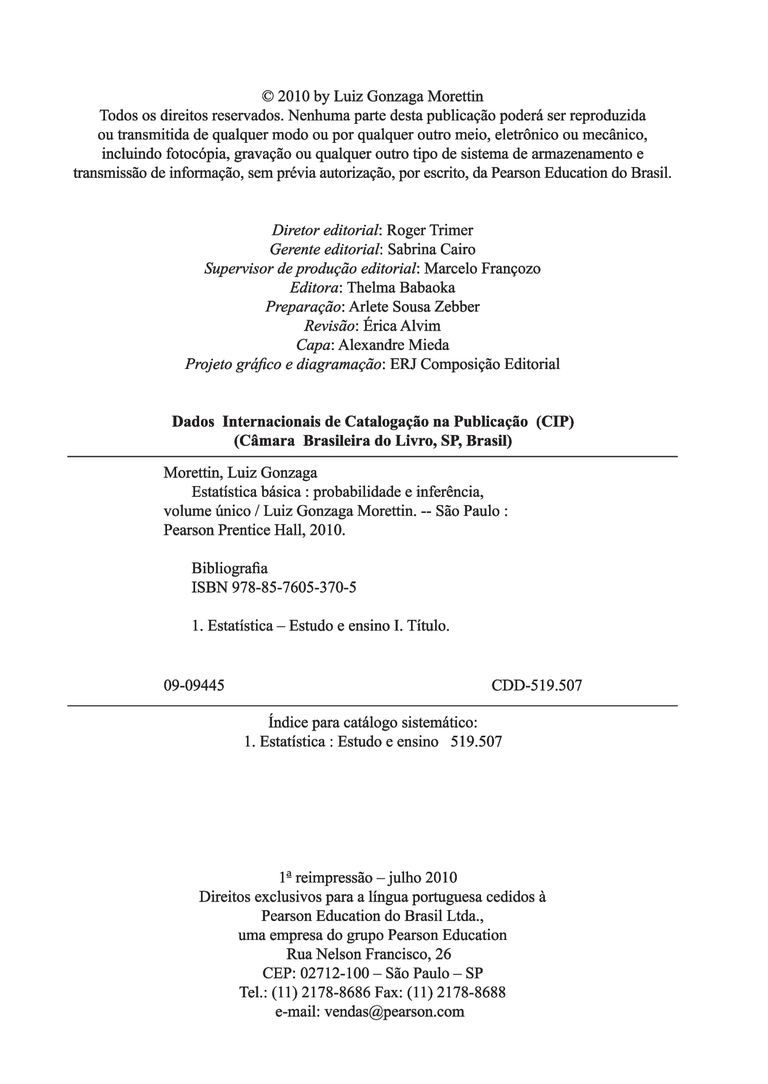 © 2010 by Luiz Gonzaga Morettin
Todos os direitos reservados. Nenhuma parte desta publicação poderá ser reproduzida
ou transmitida de qualquer modo ou por qualquer outro meio, eletrônico ou mecânico,
incluindo fotocópia, gravação ou qualquer outro tipo de sistema de armazenamento e
transmissão de informação, sem prévia autorização, por escrito, da Pearson Education do Brasil.
Diretor editorial: Roger Trimer
Gerente editorial: Sabrina Cairo
Supervisor de produção editorial: Marcelo Françozo
Editora: Thelma Babaoka
Preparação: Arlete Sousa Zebber
Revisão: Érica Alvim
Capa: Alexandre Mieda
Projeto gráfico e diagramação: ERJ Composição Editorial
Dados Internacionais de Catalogação na Publicação (CIP)
(Câmara Brasileira do Livro, SP, Brasil)
Morettin, Luiz Gonzaga
Estatística básica : probabilidade e inferência,
volume único / Luiz Gonzaga Morettin. -- São Paulo :
Pearson Prentice Hall, 2010.
Bibliografia
ISBN 978-85-7605-370-5
1. Estatística – Estudo e ensino I. Título.
09-09445 CDD-519.507
Índice para catálogo sistemático:
1. Estatística : Estudo e ensino 519.507
1ª reimpressão – julho 2010
Direitos exclusivos para a língua portuguesa cedidos à
Pearson Education do Brasil Ltda.,
uma empresa do grupo Pearson Education
Rua Nelson Francisco, 26
CEP: 02712-100 – São Paulo – SP
Tel.: (11) 2178-8686 Fax: (11) 2178-8688
e-mail: vendas@pearson.com